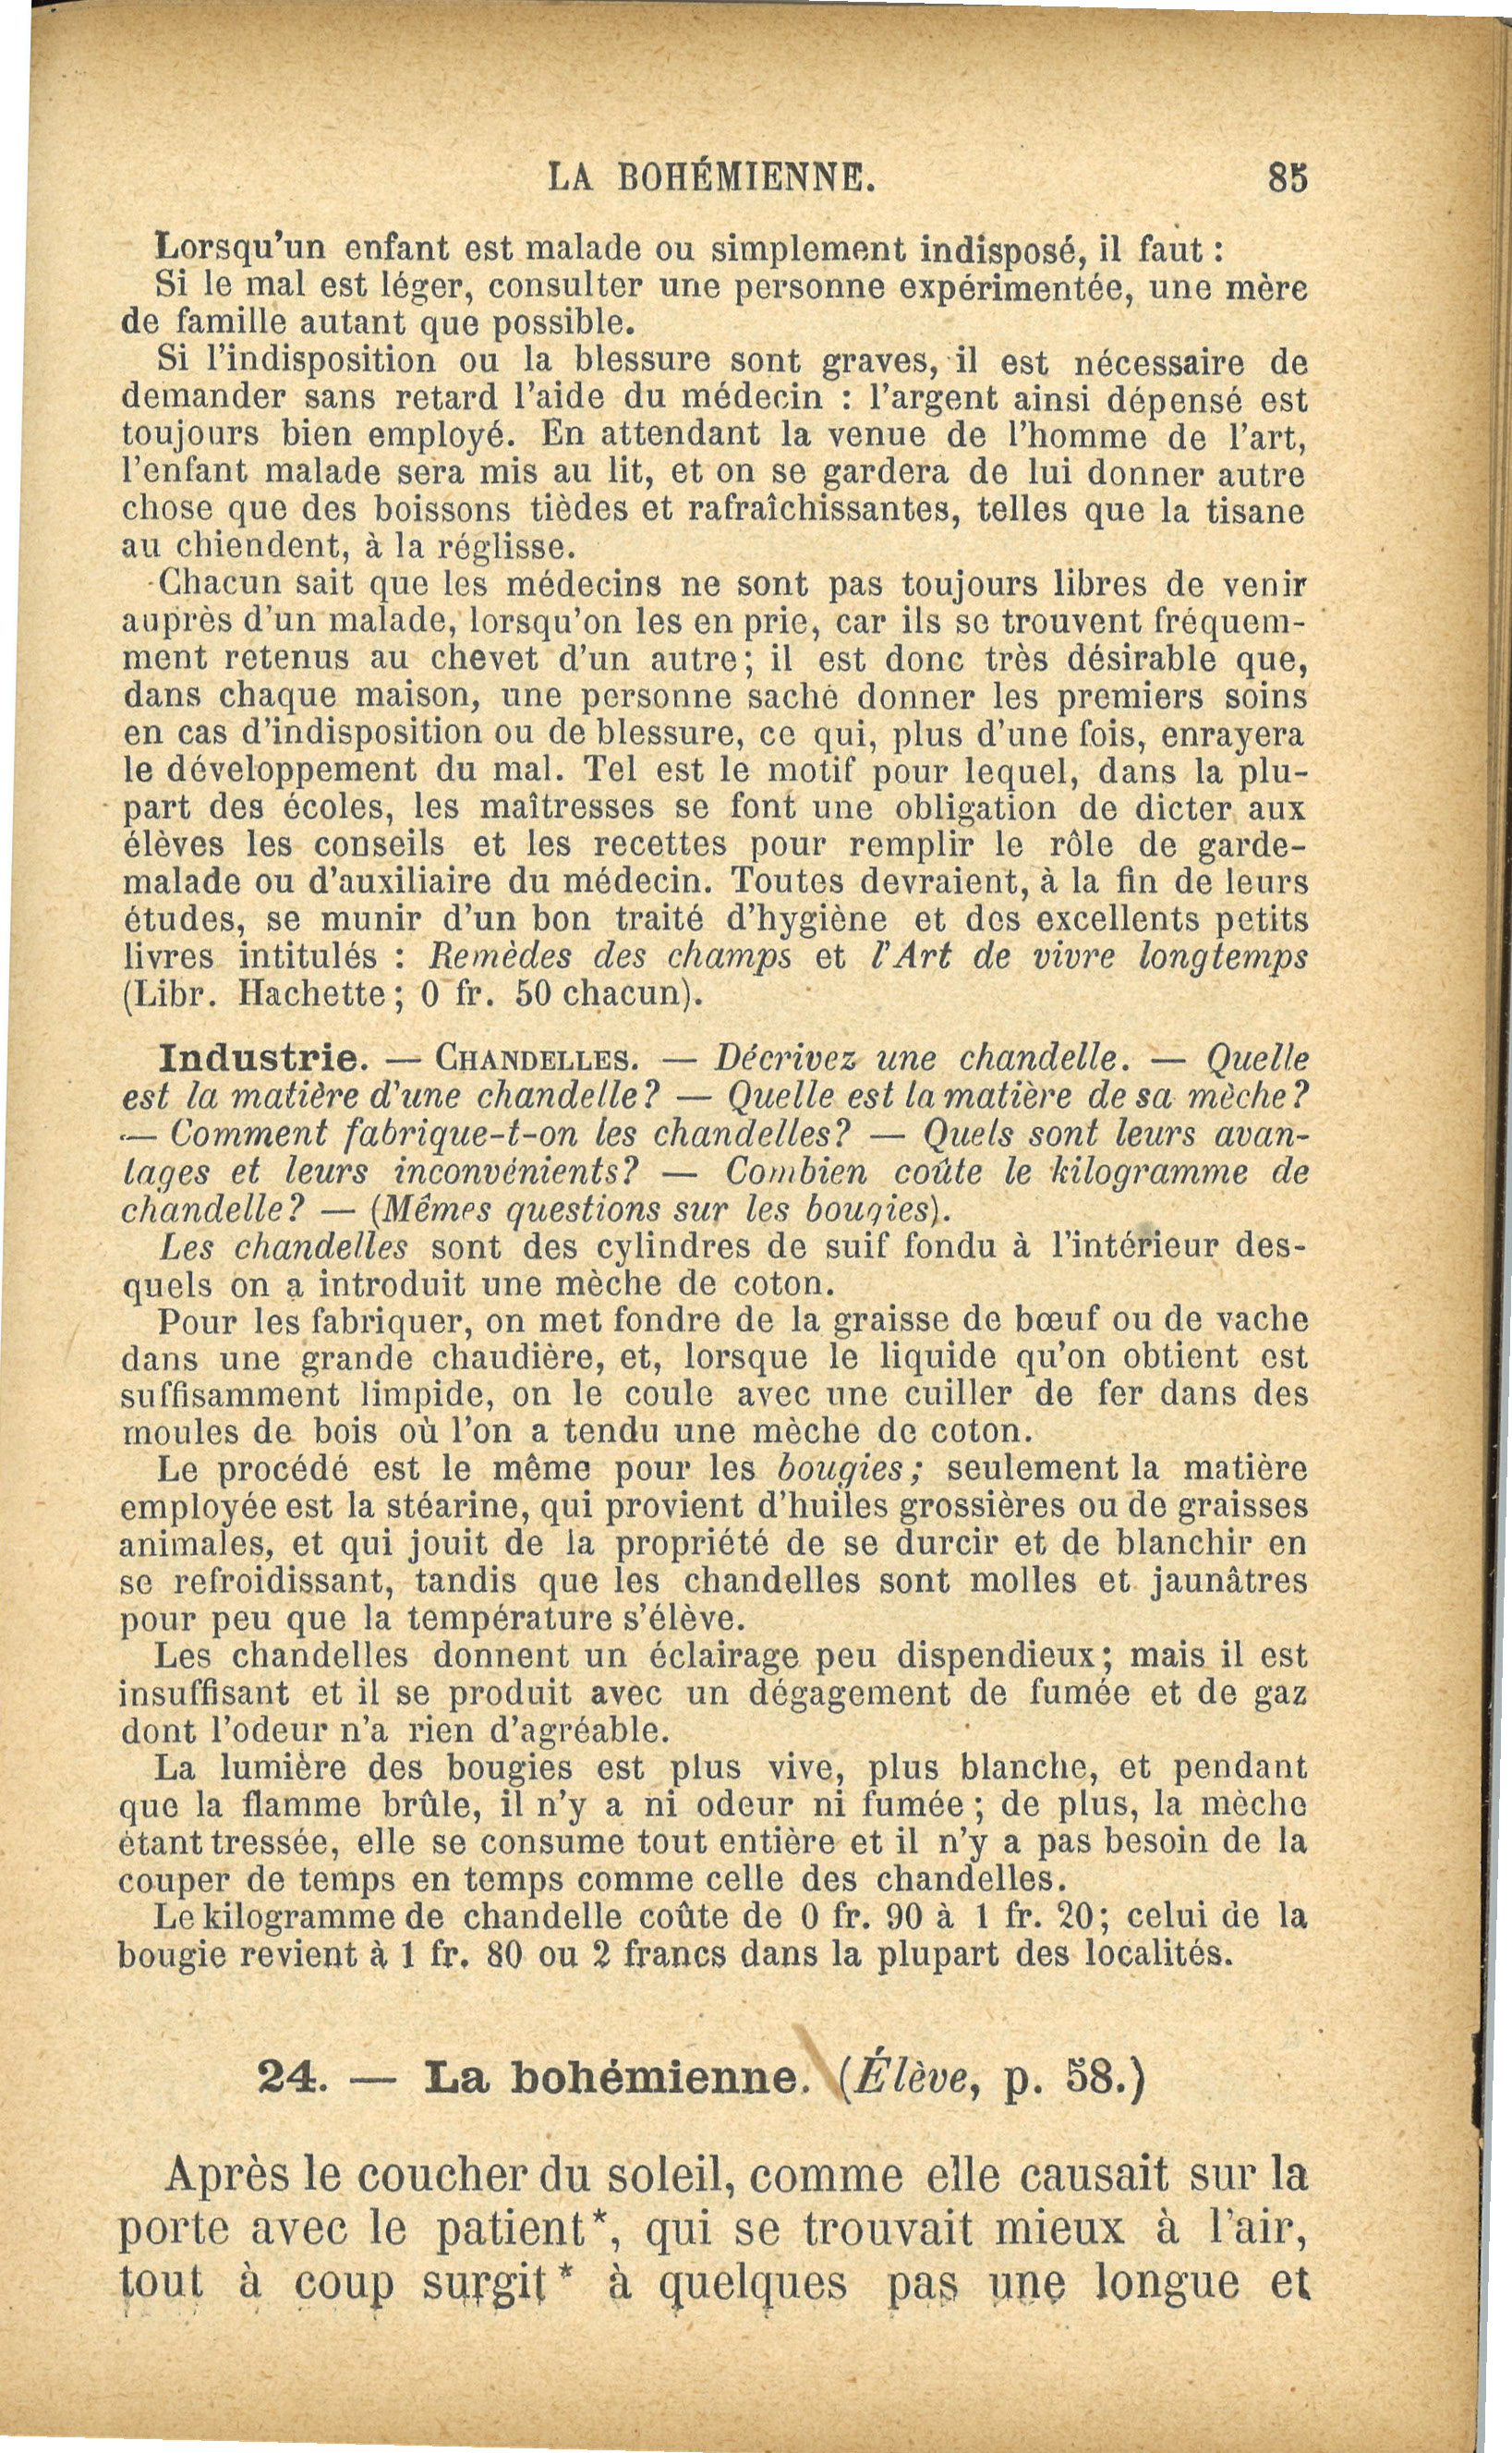 LA BOHÉMIENNE. 85
Lorsqu'un enfant est malade ou simplement indisposé, il faut :
Si le mal est léger, consulter une personne expérimentée, une mère
de famille autant que possible.
Si l'indisposition ou la blessure sont graves, il est nécessaire de
demander sans retard l'aide du médecin : l'argent ainsi dépensé est
toujours bien employé. En attendant la venue de l'homme de l'art,
l'enfant malade sera mis au lit, et on se gardera de lui donner autre
chose que des boissons tièdes et rafraîchissantes, telles que la tisane
au chiendent, à la réglisse.
Chacun sait que les médecins ne sont pas toujours libres de venir
auprès d'un malade, lorsqu'on les en prie, car ils se trouvent fréquem-
ment retenus au chevet d'un autre; il est donc très désirable que,
dans chaque maison, une personne sache donner les premiers soins
en cas d'indisposition ou de blessure, ce qui, plus d'une fois, enrayera
le développement du mal. Tel est le motif pour lequel, dans la plu-
part des écoles, les maîtresses se font une obligation de dicter aux
élèves les conseils et les recettes pour remplir le rôle de garde-
malade ou d'auxiliaire du médecin. Toutes devraient, à la fin de leurs
études, se munir d'un bon traité d'hygiène et des excellents petits
livres intitulés : Remèdes des champs et l'Art de vivre longtemps
(Libr. Hachette; 0 fr. 50 chacun).
Industrie. — CHANDELLES. — Décrivez une chandelle. — Quelle
est la matière d'une chandelle? — Quelle est la matière de sa mèche?
— Comment fabrique-t-on les chandelles? — Quels sont leurs avan-
tages et leurs inconvénients? — Combien coûte le kilogramme de
chandelle? — (Mêmes questions sur les bougies).
Les chandelles sont des cylindres de suif fondu à l'intérieur des-
quels on a introduit une mèche de coton.
Pour les fabriquer, on met fondre de la graisse de bœuf ou de vache
dans une grande chaudière, et, lorsque le liquide qu'on obtient est
suffisamment limpide, on le coule avec une cuiller de fer dans des
moules de bois où l'on a tendu une mèche de coton.
Le procédé est le même pour les bougies; seulement la matière
employée est la stéarine, qui provient d'huiles grossières ou de graisses
animales, et qui jouit de la propriété de se durcir et de blanchir en
se refroidissant, tandis que les chandelles sont molles et jaunâtres
pour peu que la température s'élève.
Les chandelles donnent un éclairage peu dispendieux; mais il est
insuffisant et il se produit avec un dégagement de fumée et de gaz
dont l'odeur n'a rien d'agréable.
La lumière des bougies est plus vive, plus blanche, et pendant
que la flamme brûle, il n'y a ni odeur ni fumée; de plus, la mèche
étant tressée, elle se consume tout entière et il n'y a pas besoin de la
couper de temps en temps comme celle des chandelles.
Le kilogramme de chandelle coûte de 0 fr. 90 à 1 fr. 20; celui de la
bougie revient à 1 fr. 80 ou 2 francs dans la plupart des localités.
24. — La bohémienne. (Élève, p. 58.)
Après le coucher du soleil, comme elle causait sur la
porte avec le patient*, qui se trouvait mieux à l'air,
tout à coup surgit* à quelques pas une longue et